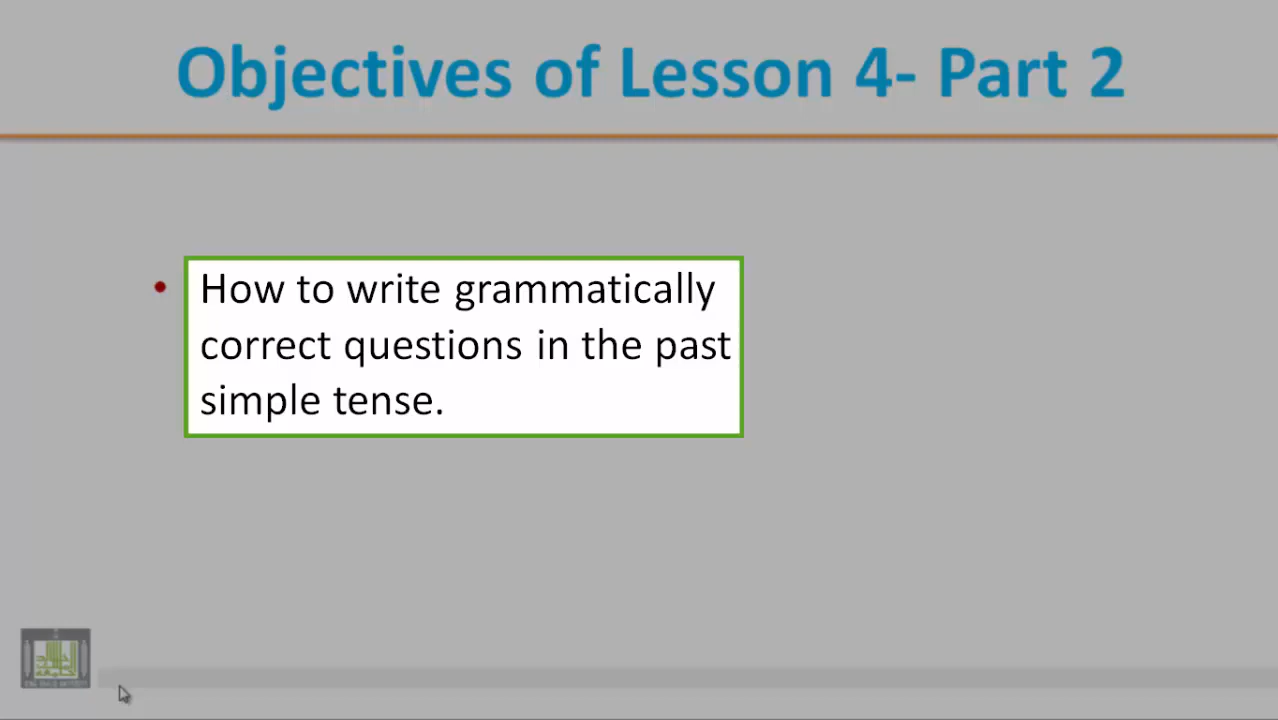 Objectives of Lesson 4- Part 2
• How to write grammatically
correct questions in the past
simple tense.